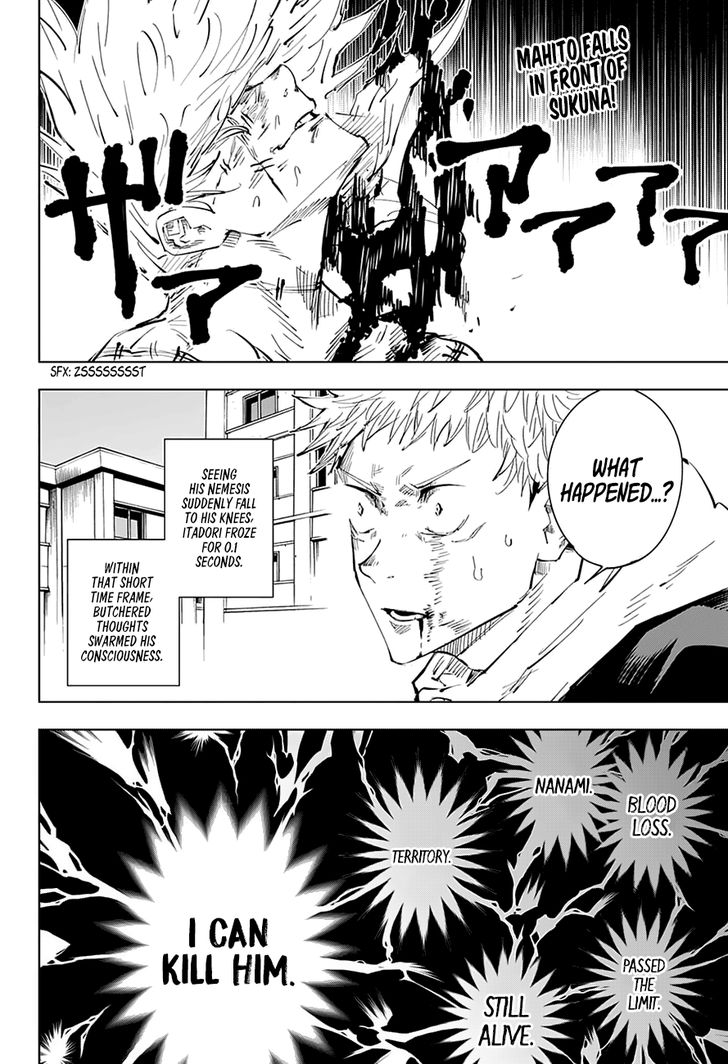 MAHITO FALLS
IN FRONT OF
SUKUNA!
ザァアアアア
SFX: ZSSSSSSSST
WHAT
HAPPENED...?
SEEING
HIS NEMESIS
SUDDENLY FALL
TO HIS KNEES,
ITADORI FROZE
FOR 0.1
SECONDS.
WITHIN
THAT SHORT
TIME FRAME,
BUTCHERED
THOUGHTS
SWARMED HIS
CONSCIOUSNESS.
BLOOD
LOSS.
NANAMI.
PASSED
THE LIMIT.
TERRITORY.
STILL
ALIVE.
I CAN
KILL HIM.